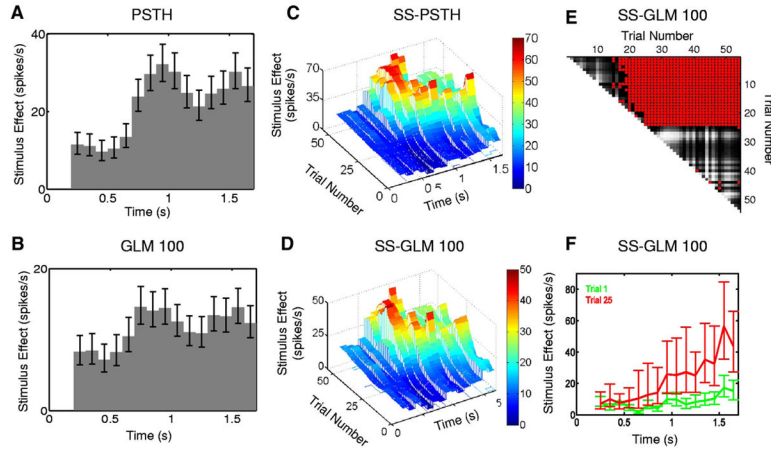 A
PSTH
Stimulus Effect (spikes/s)
40
20
0
0
0.5
1
1.5
Time (s)
B
GLM 100
Stimulus Effect (spikes/s)
20
10
0
0
0.5
1
1.5
Time (s)
C
SS-PSTH
Stimulus Effect
(spikes/s)
70
35
0
50
25
0
Trial Number
0
0.5
1
1.5
Time (s)
70
60
50
40
30
20
10
0
D
SS-GLM 100
Stimulus Effect
(spikes/s)
50
25
0
50
25
0
Trial Number
0
5
Time (s)
50
40
30
20
10
0
E
SS-GLM 100
Trial Number
10 20 30 40 50
10
20
30
40
50
Trial Number
F
SS-GLM 100
Stimulus Effect (spikes/s)
80
60
40
20
0
Trial 1
Trial 25
0
0.5
1
1.5
Time (s)